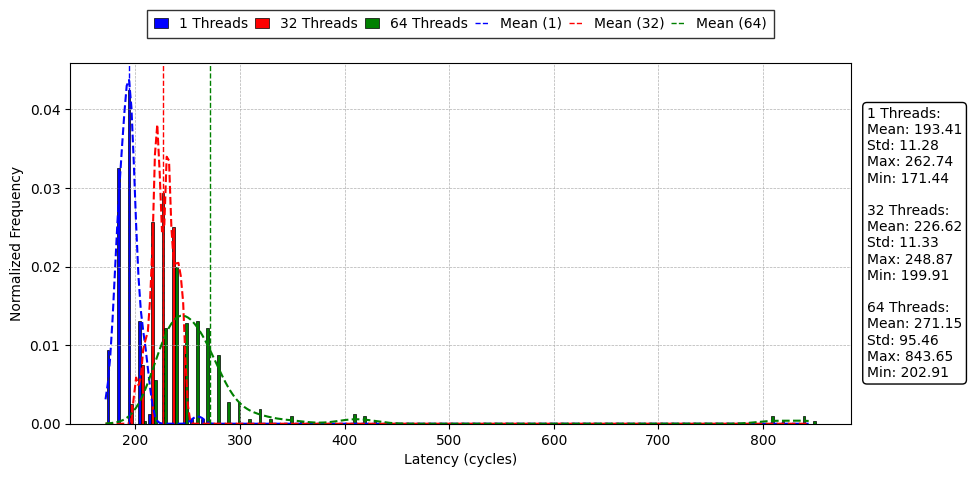 1 Threads 32 Threads 64 Threads Mean (1) Mean (32) Mean (64)
0.04
0.03
0.02
0.01
0.00
Normalized Frequency
200 300 400 500 600 700 800
Latency (cycles)
1 Threads:
Mean: 193.41
Std: 11.28
Max: 262.74
Min: 171.44
32 Threads:
Mean: 226.62
Std: 11.33
Max: 248.87
Min: 199.91
64 Threads:
Mean: 271.15
Std: 95.46
Max: 843.65
Min: 202.91